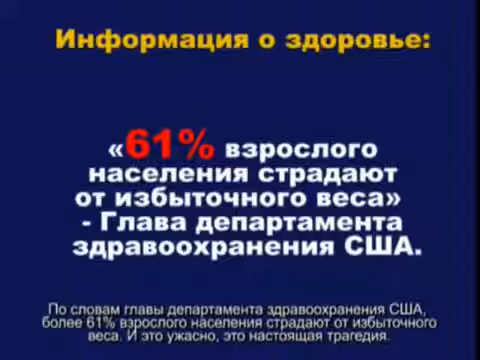 Информация о здоровье:
«61% взрослого
населения страдают
от избыточного веса»
- Глава департамента
здравоохранения США.
По словам главы департамента здравоохранения США,
более 61% взрослого населения страдают от избыточного
веса. И это ужасно, это настоящая трагедия.